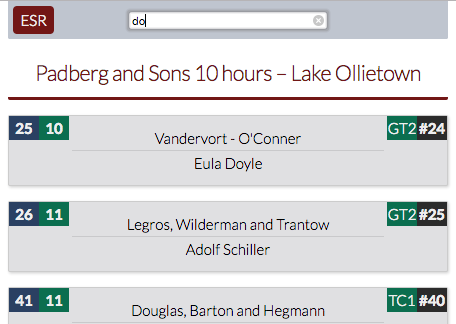 ESR
do
Padberg and Sons 10 hours – Lake Ollietown
25 10 Vandervort - O'Conner GT2 #24
Eula Doyle
26 11 Legros, Wilderman and Trantow GT2 #25
Adolf Schiller
41 11 Douglas, Barton and Hegmann TC1 #40